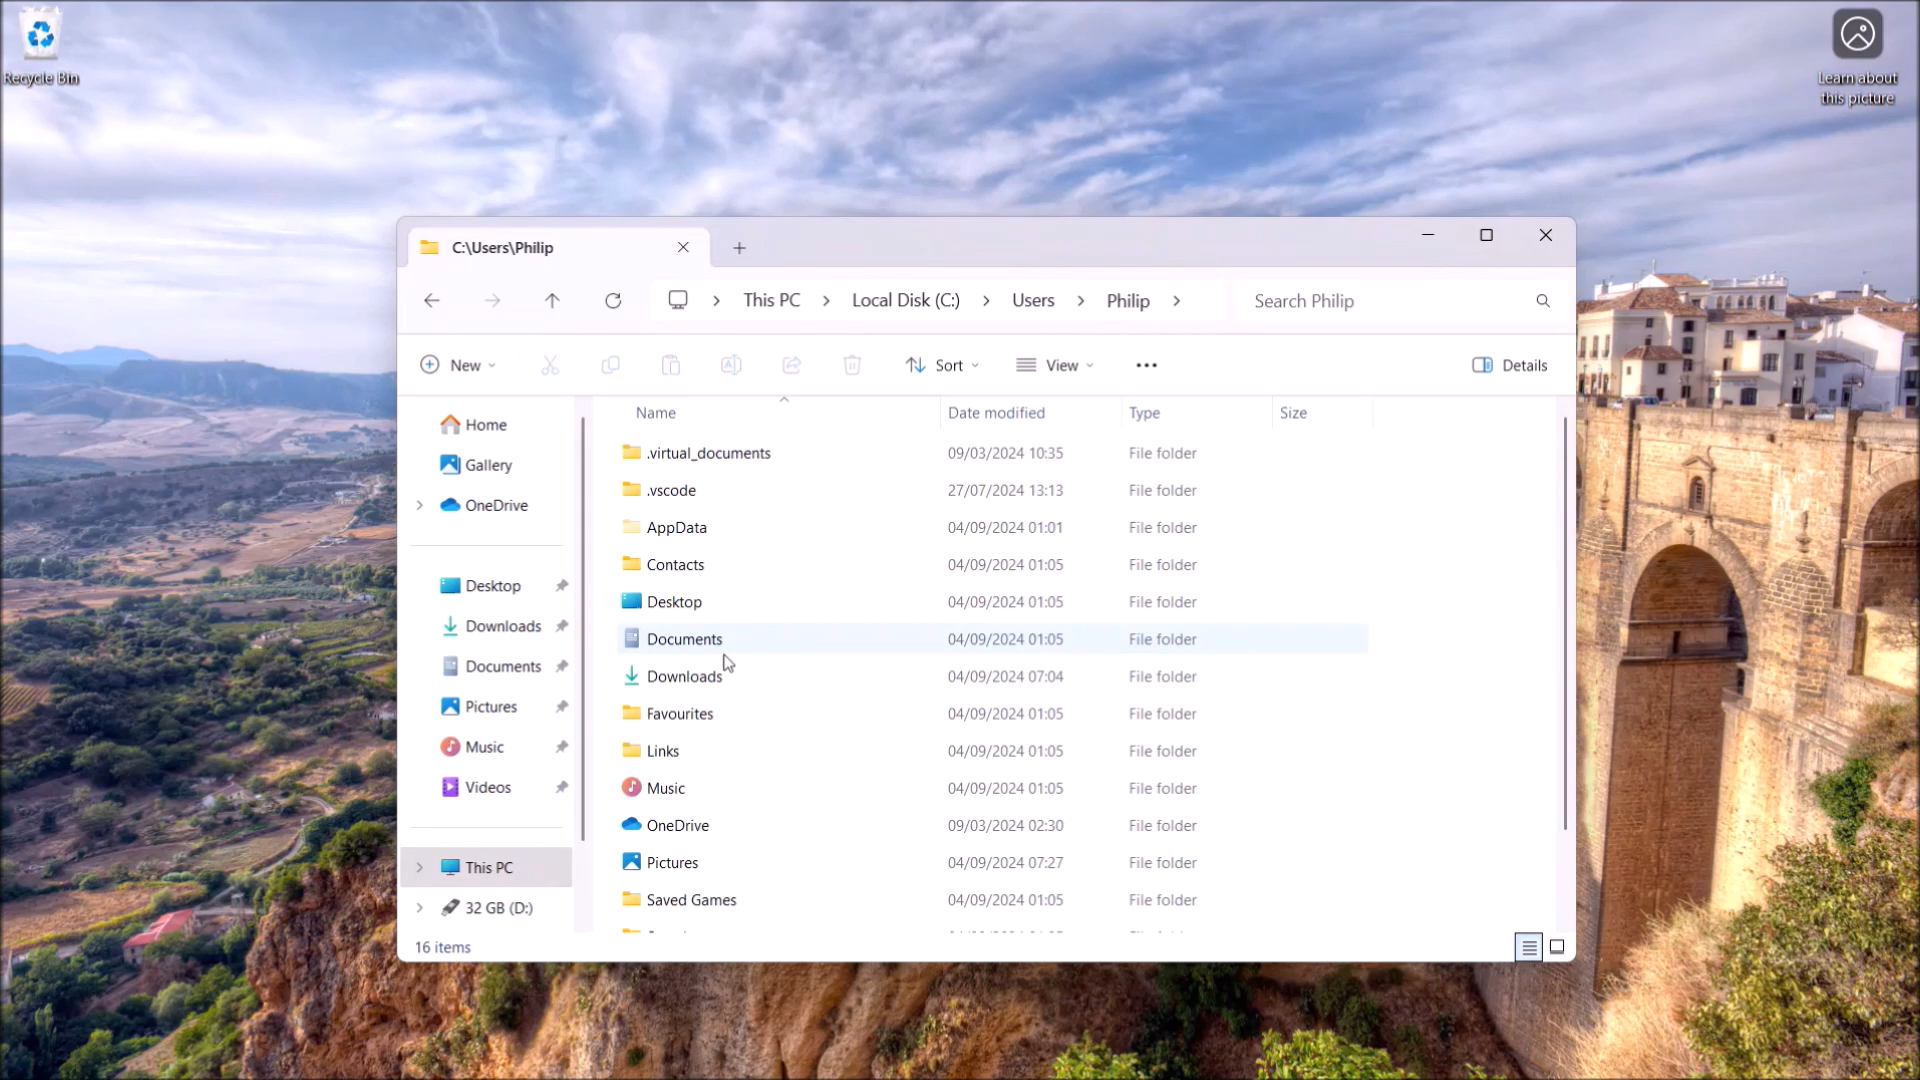 Recycle Bin
Learn about
this picture
C:\Users\Philip
This PC > Local Disk (C:) > Users > Philip >
Search Philip
New
Sort
View
Details
Home
Gallery
OneDrive
Desktop
Downloads
Documents
Pictures
Music
Videos
This PC
32 GB (D:)
Name Date modified Type Size
.virtual_documents 09/03/2024 10:35 File folder
.vscode 27/07/2024 13:13 File folder
AppData 04/09/2024 01:01 File folder
Contacts 04/09/2024 01:05 File folder
Desktop 04/09/2024 01:05 File folder
Documents 04/09/2024 01:05 File folder
Downloads 04/09/2024 07:04 File folder
Favourites 04/09/2024 01:05 File folder
Links 04/09/2024 01:05 File folder
Music 04/09/2024 01:05 File folder
OneDrive 09/03/2024 02:30 File folder
Pictures 04/09/2024 07:27 File folder
Saved Games 04/09/2024 01:05 File folder
16 items